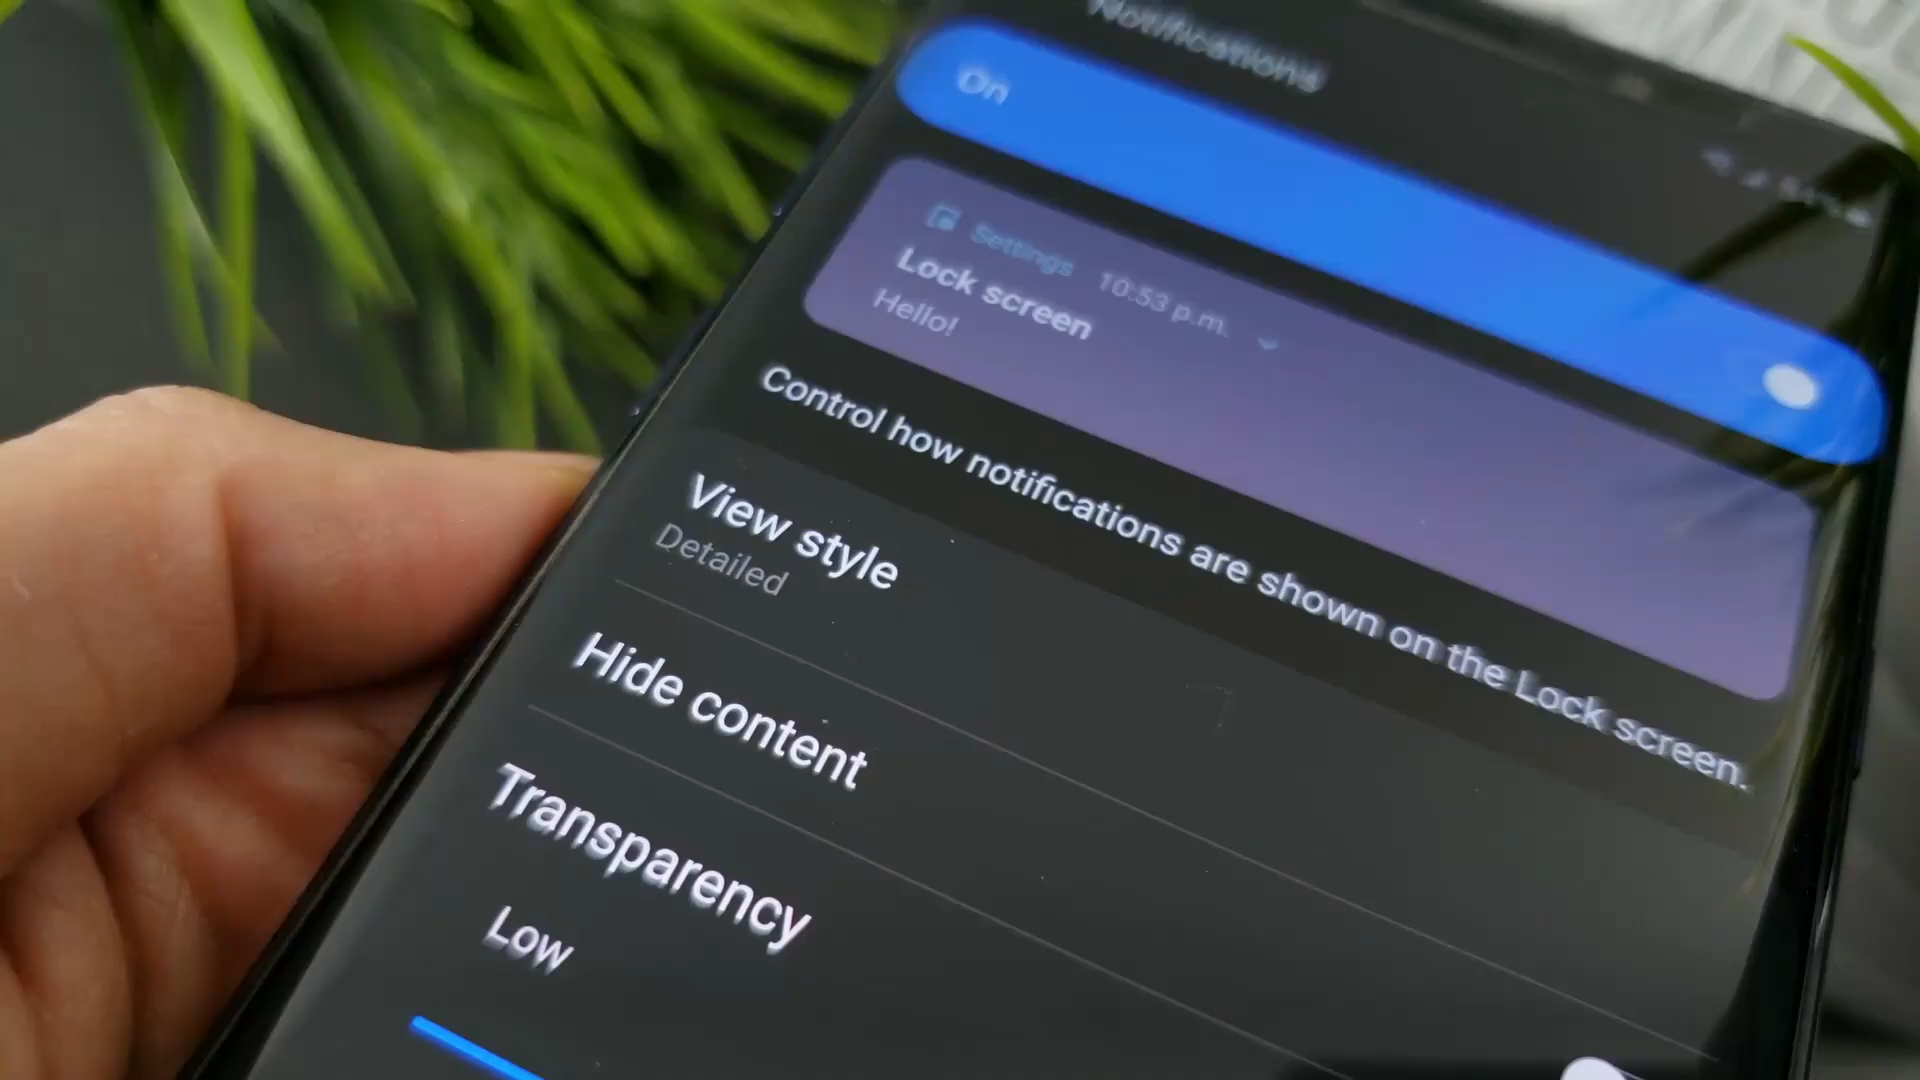 Notifications
On
Settings 10:53 p.m.
Lock screen
Hello!
Control how notifications are shown on the Lock screen.
View style
Detailed
Hide content
Transparency
Low